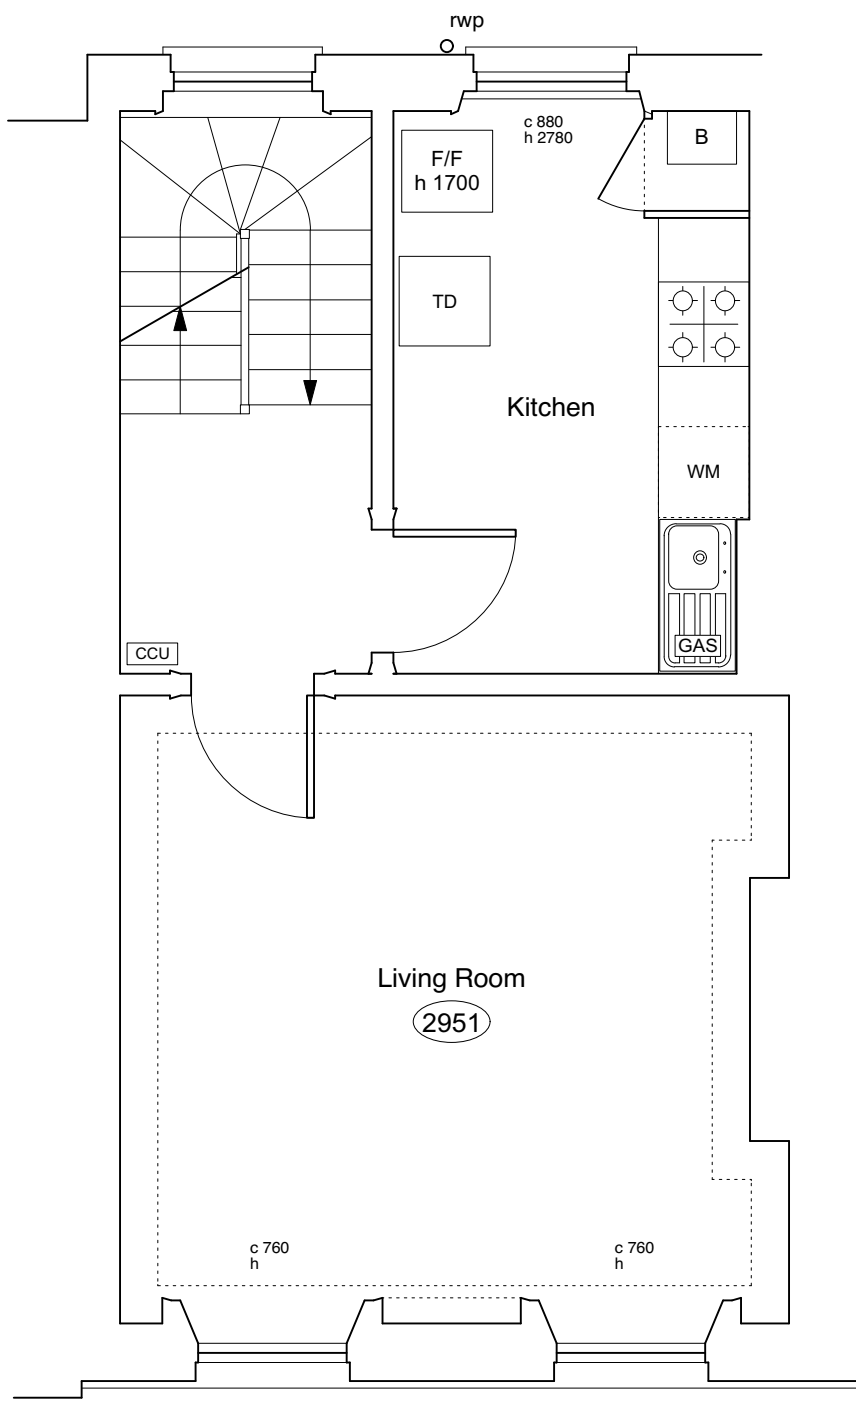 rwp
c 880
h 2780
B
F/F
h 1700
TD
Kitchen
WM
GAS
CCU
Living Room
2951
c 760
h
c 760
h